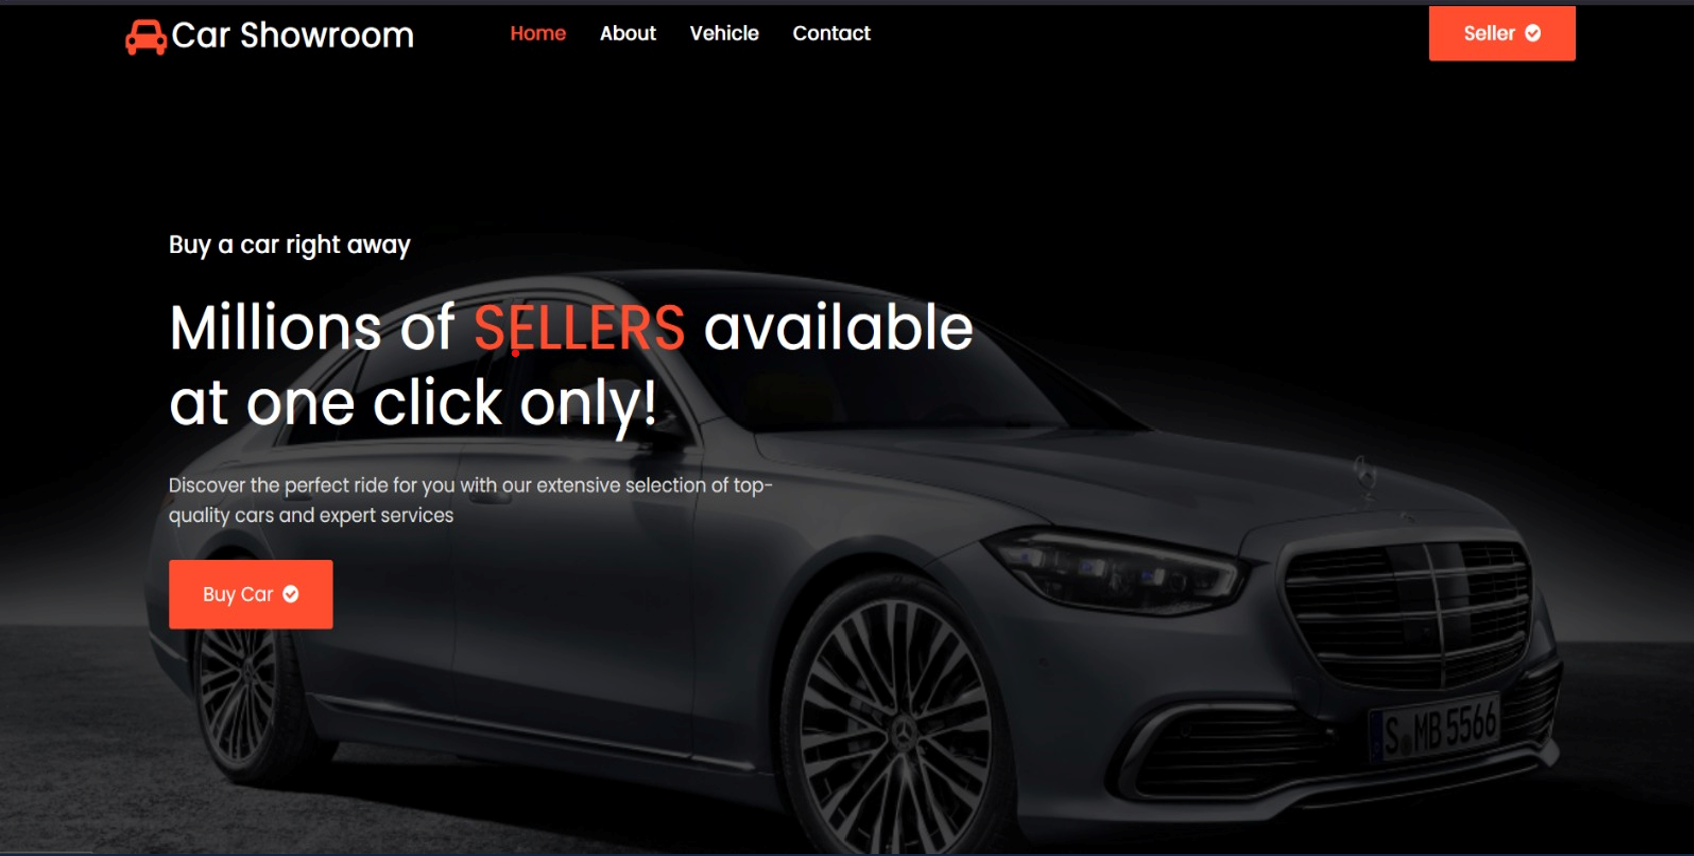 Car Showroom
Home About Vehicle Contact
Seller
Buy a car right away
Millions of SELLERS available
at one click only!
Discover the perfect ride for you with our extensive selection of top-
quality cars and expert services
Buy Car
S MB 5566